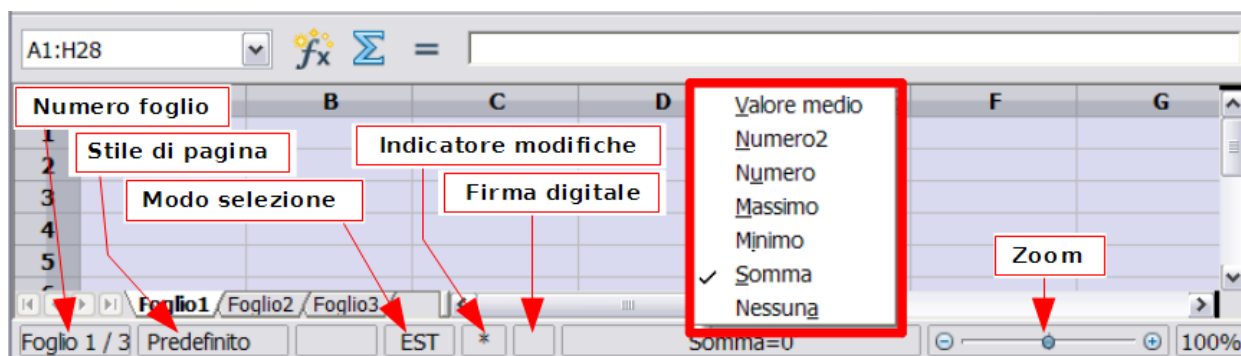 A1:H28 fx Σ =
B C D F G
Numero foglio
1
Stile di pagina
2
Modo selezione
3
4
5
Indicatore modifiche
Firma digitale
Valore medio
Numero2
Numero
Massimo
Minimo
✓ Somma
Nessuna
Zoom
Foglio1 Foglio2 Foglio3
Foglio 1 / 3 Predefinito EST * Somma=0 100%